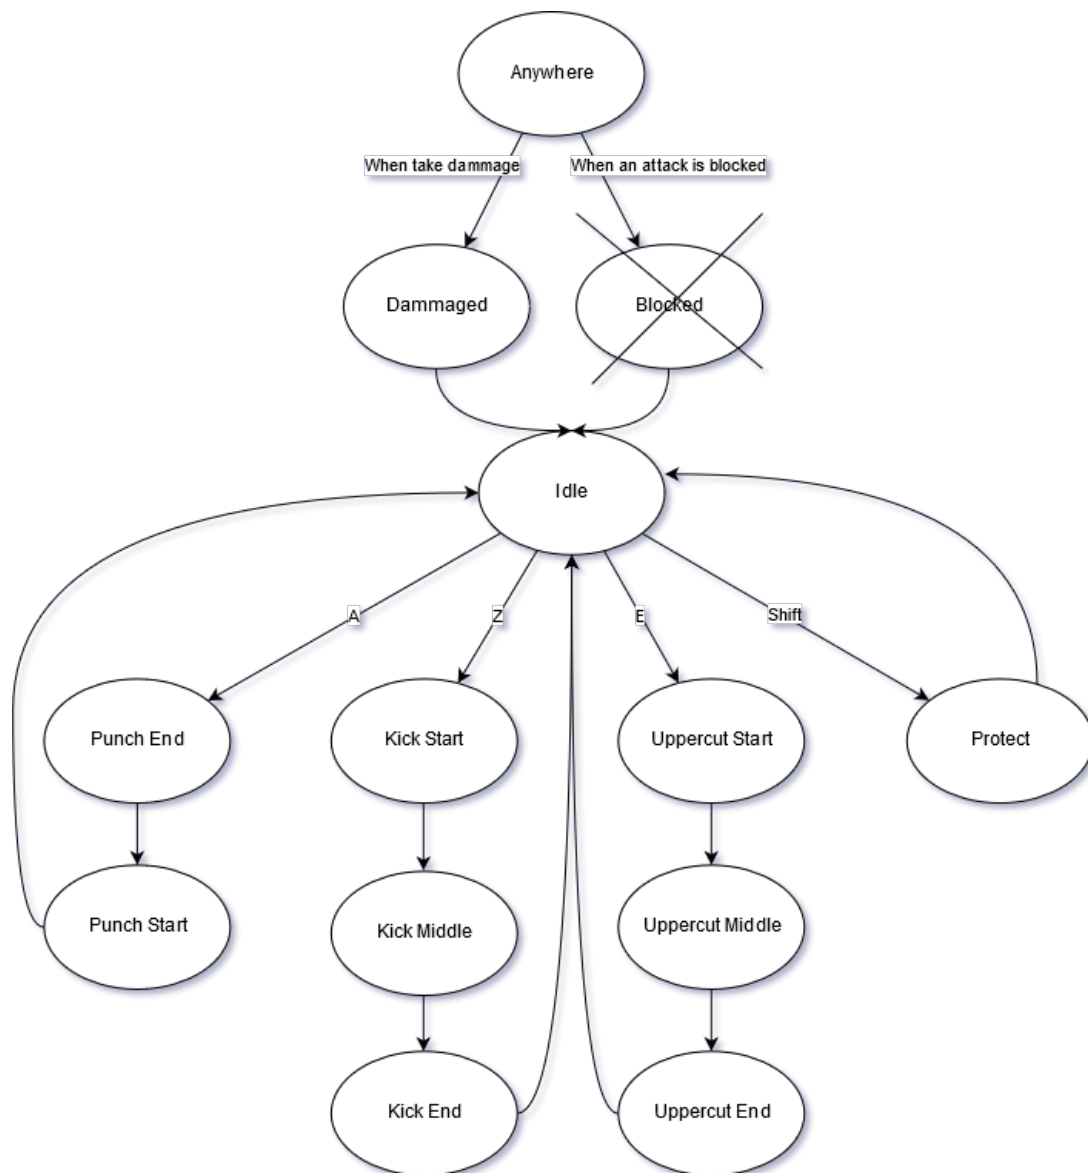 Anywhere
When take dammage
When an attack is blocked
Dammaged
Blocked
Idle
A
Z
E
Shift
Punch End
Kick Start
Uppercut Start
Protect
Punch Start
Kick Middle
Uppercut Middle
Kick End
Uppercut End